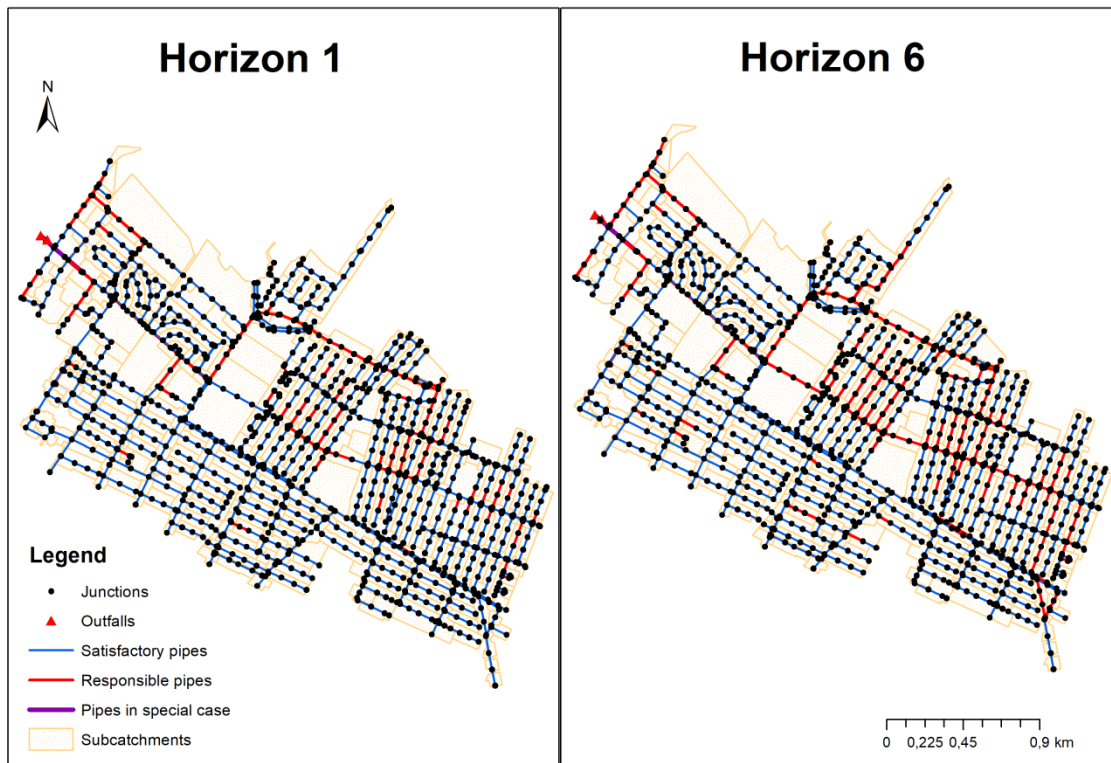 Horizon 1
Horizon 6
N
Legend
Junctions
Outfalls
Satisfactory pipes
Responsible pipes
Pipes in special case
Subcatchments
0 0,225 0,45 0,9 km